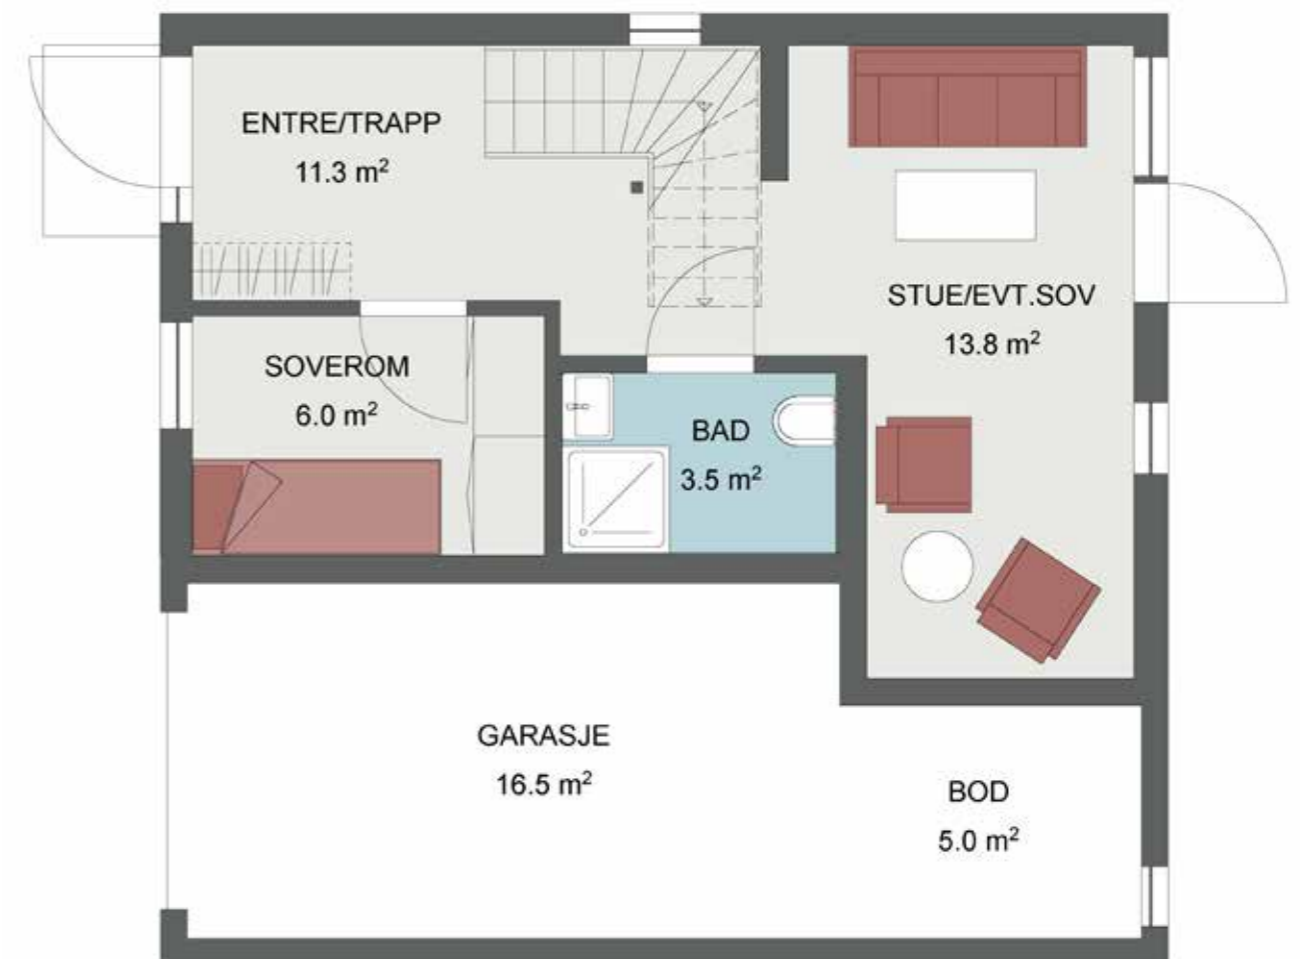 ENTRE/TRAPP
11.3 m²
STUE/EVT.SOV
13.8 m²
SOVEROM
6.0 m²
BAD
3.5 m²
GARASJE
16.5 m²
BOD
5.0 m²